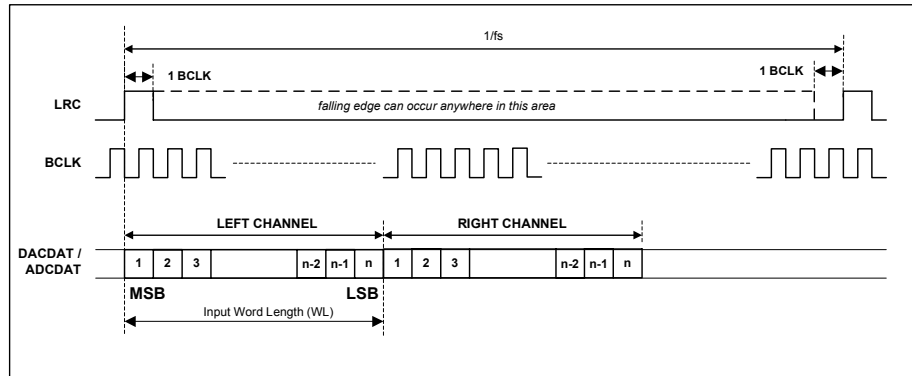 1/fs
1 BCLK
1 BCLK
LRC
falling edge can occur anywhere in this area
BCLK
LEFT CHANNEL
RIGHT CHANNEL
DACDAT /
ADCDAT
1 2 3 n-2 n-1 n 1 2 3 n-2 n-1 n
MSB LSB
Input Word Length (WL)